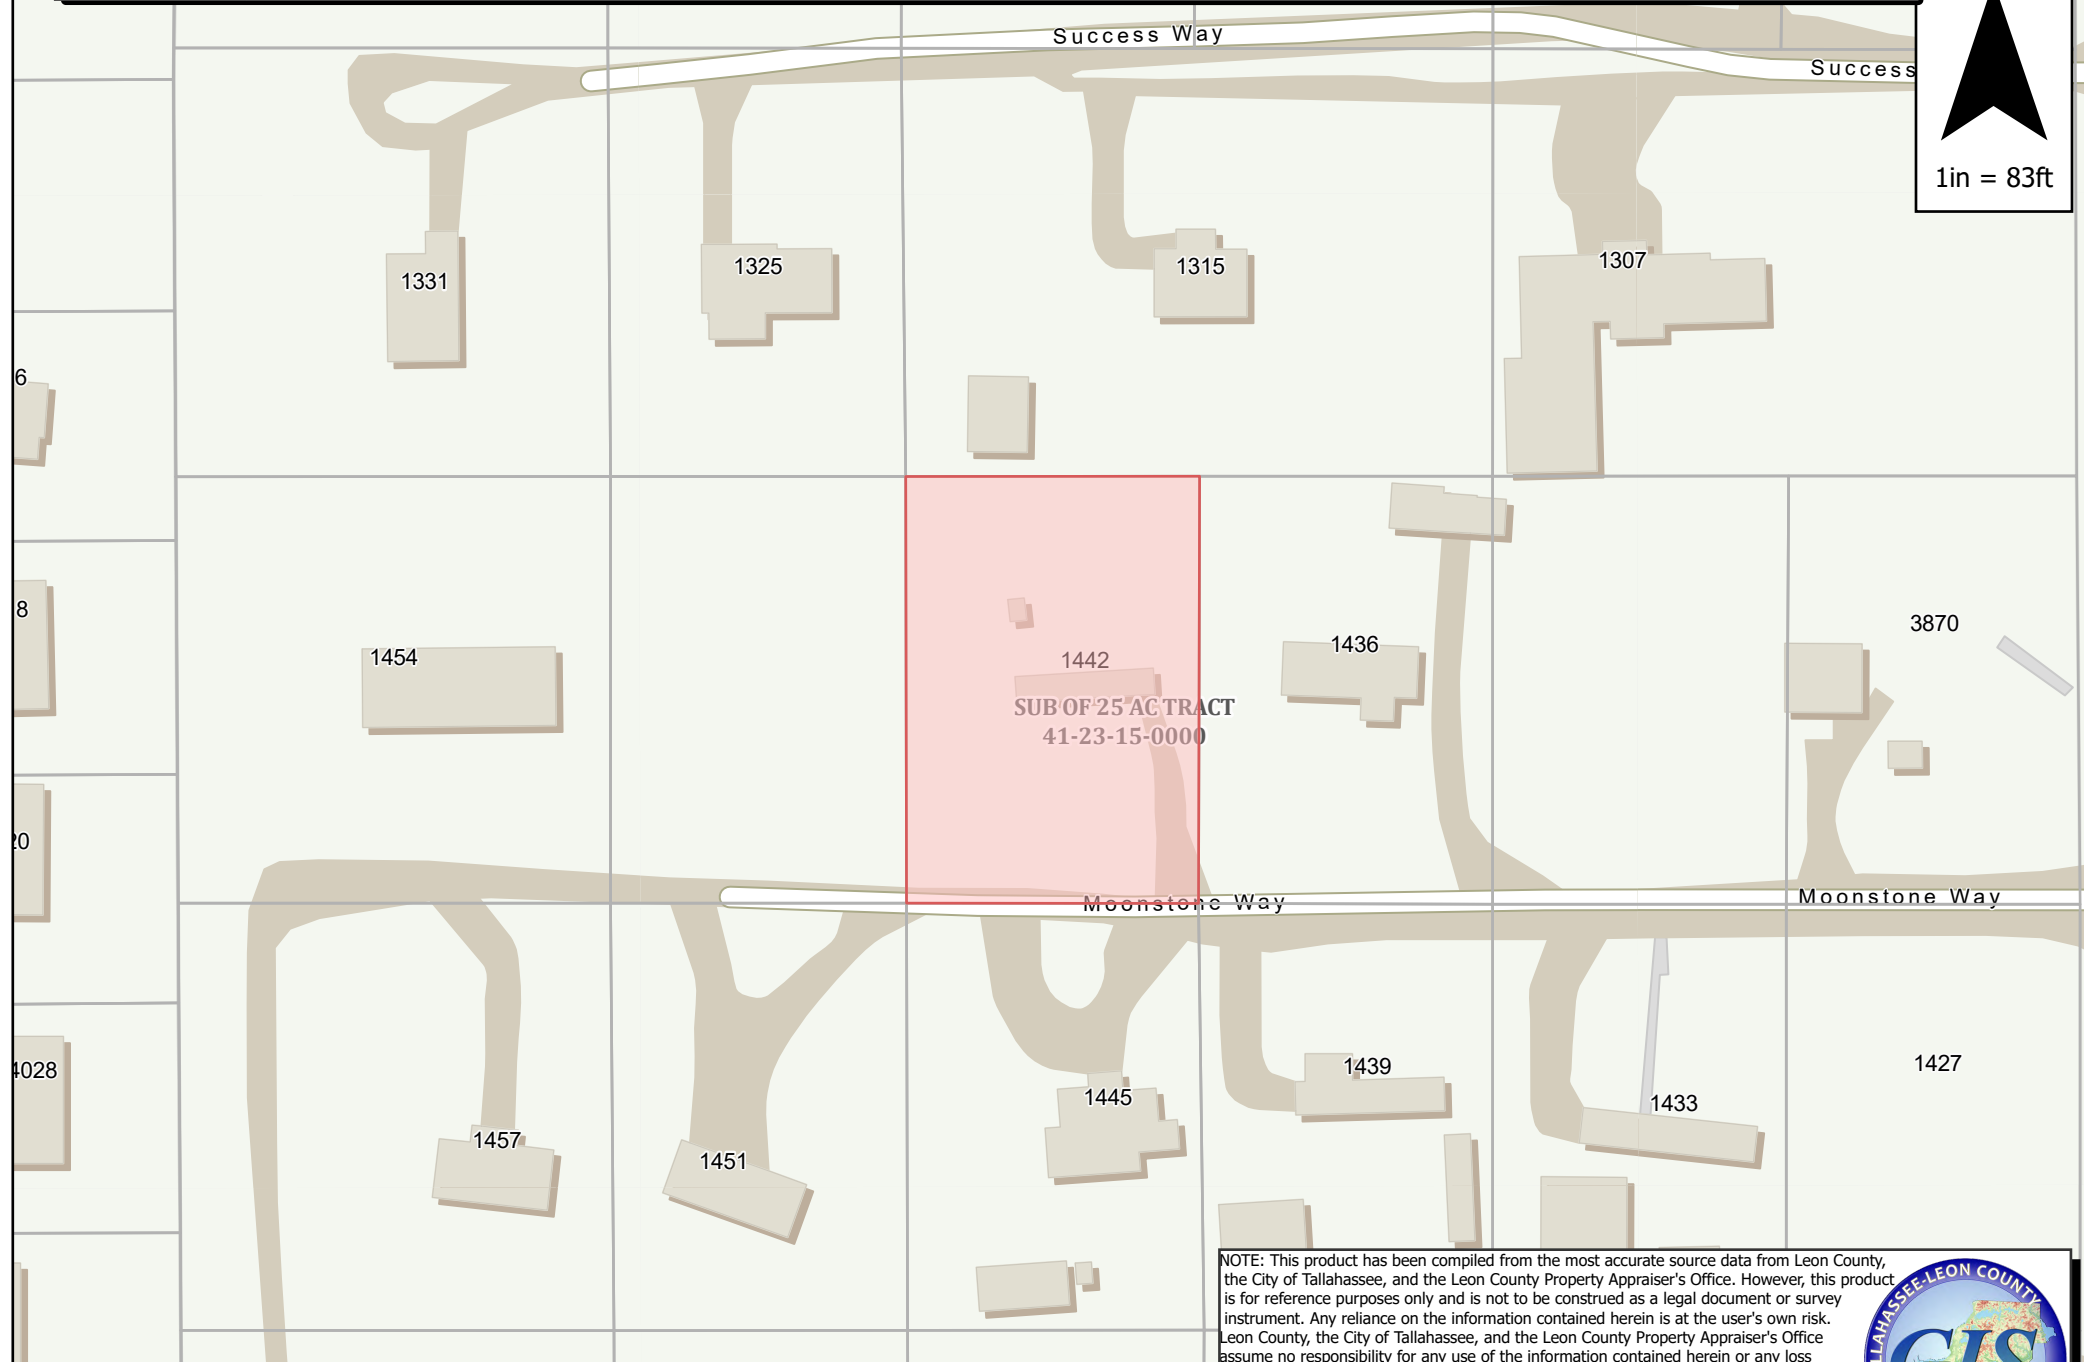 Success Way
Success
1in = 83ft
1331
1325
1315
1307
6
8
1454
1442
1436
3870
SUB OF 25 AC TRACT
41-23-15-0000
20
Moonstone Way
Moonstone Way
4028
1457
1451
1445
1439
1433
1427
NOTE: This product has been compiled from the most accurate source data from Leon County,
the City of Tallahassee, and the Leon County Property Appraiser's Office. However, this product
is for reference purposes only and is not to be construed as a legal document or survey
instrument. Any reliance on the information contained herein is at the user's own risk.
Leon County, the City of Tallahassee, and the Leon County Property Appraiser's Office
assume no responsibility for any use of the information contained herein or any loss
LAHASSEE-LEON COUNTY
GIS